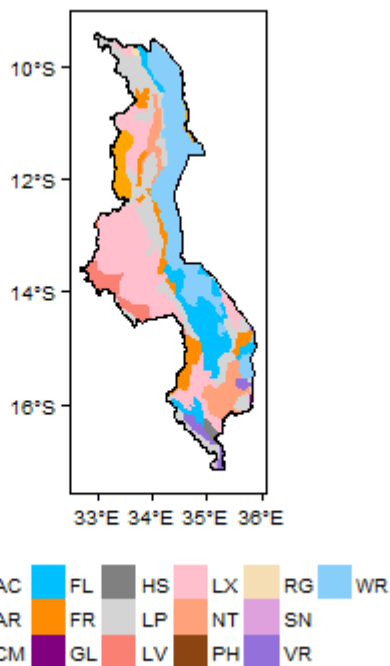 10°S
12°S
14°S
16°S
33°E 34°E 35°E 36°E
AC FL HS LX RG WR
AR FR LP NT SN
CM GL LV PH VR